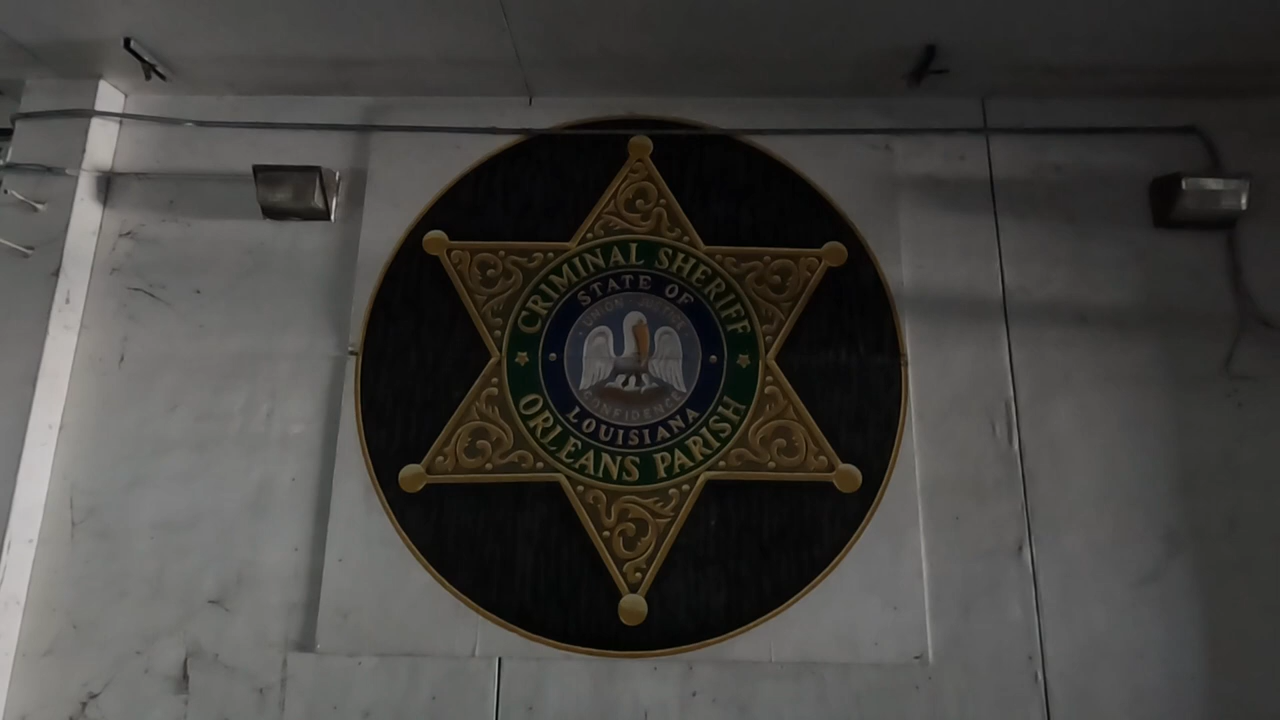 CRIMINAL SHERIFF
STATE OF
UNION JUSTICE
CONFIDENCE
LOUISIANA
ORLEANS PARISH